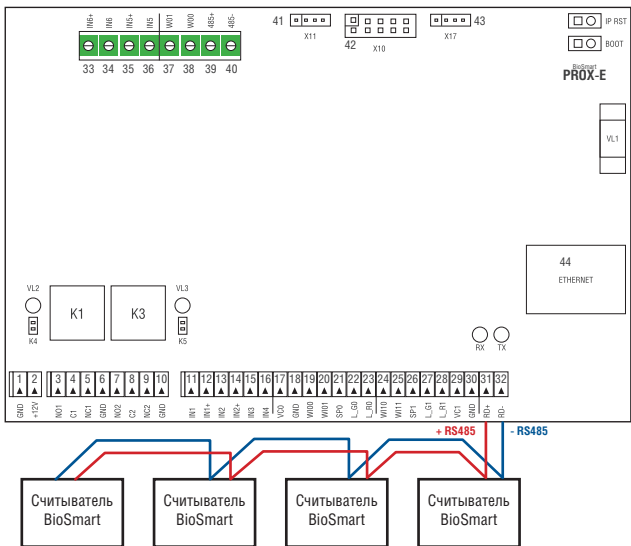 IN6+ IN6 IN5+ IN5 W01 W00 485+ 485-
33 34 35 36 37 38 39 40
41 X11
42 X10
X17 43
IP RST
BOOT
BioSmart
PROX-E
VL1
44
ETHERNET
VL2
K4
K1
K3
VL3
K5
RX TX
1 2 3 4 5 6 7 8 9 10 11 12 13 14 15 16 17 18 19 20 21 22 23 24 25 26 27 28 29 30 31 32
GND +12V NO1 C1 NC1 GND NO2 C2 NC2 GND IN1 IN1+ IN2 IN2+ IN3 IN4 VC0 GND WI00 WI01 SP0 L_G0 L_R0 WI10 WI11 SP1 L_G1 L_R1 VC1 GND RD+ RD-
+ RS485 - RS485
Считыватель
BioSmart
Считыватель
BioSmart
Считыватель
BioSmart
Считыватель
BioSmart